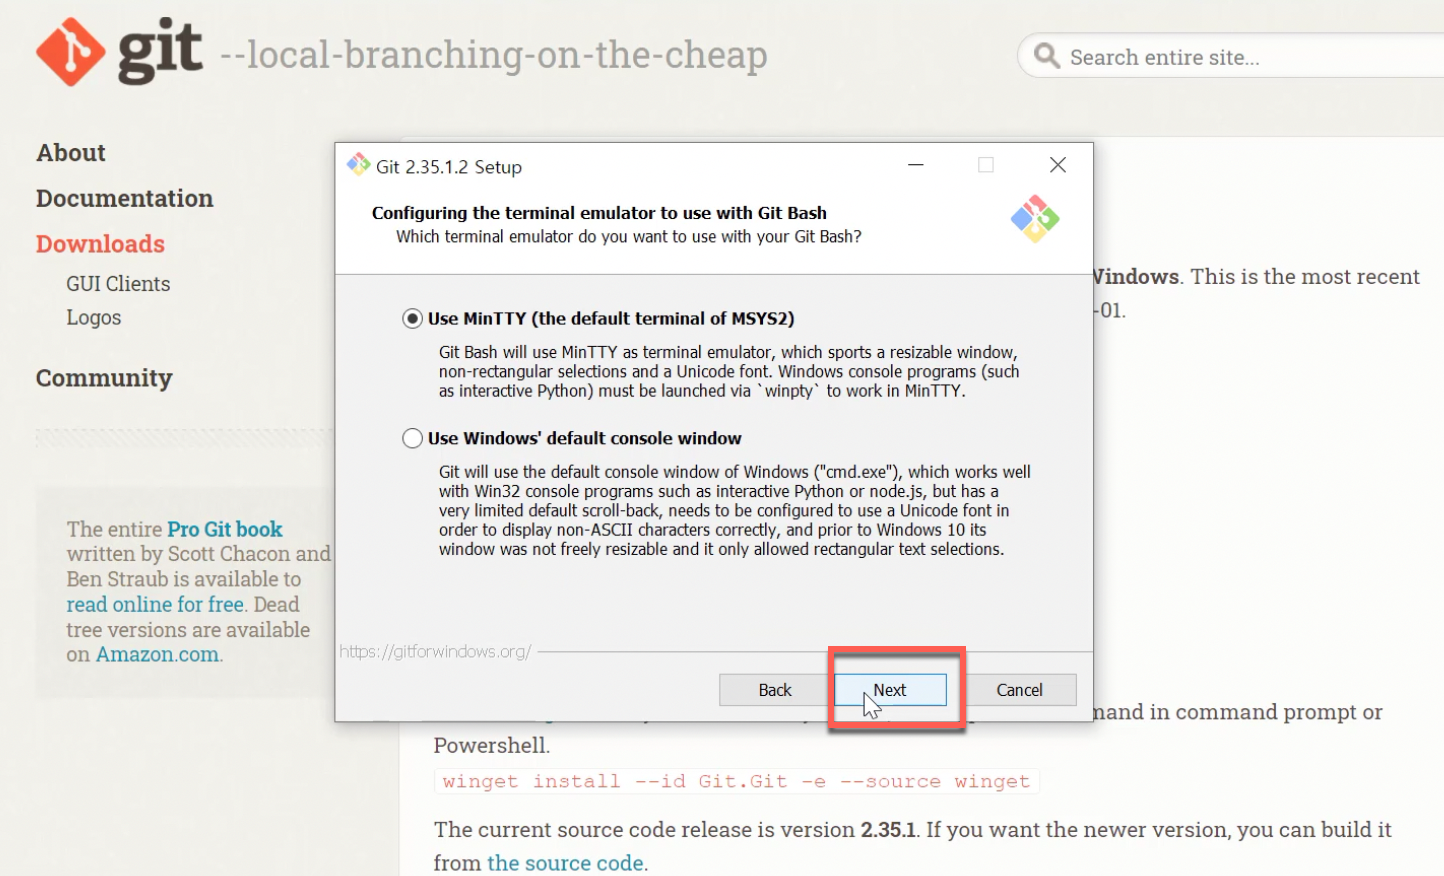 git --local-branching-on-the-cheap
Search entire site...
About
Documentation
Downloads
GUI Clients
Logos
Community
The entire Pro Git book
written by Scott Chacon and
Ben Straub is available to
read online for free. Dead
tree versions are available
on Amazon.com.
Git 2.35.1.2 Setup
Configuring the terminal emulator to use with Git Bash
Which terminal emulator do you want to use with your Git Bash?
Use MinTTY (the default terminal of MSYS2)
Git Bash will use MinTTY as terminal emulator, which sports a resizable window,
non-rectangular selections and a Unicode font. Windows console programs (such
as interactive Python) must be launched via `winpty` to work in MinTTY.
Use Windows' default console window
Git will use the default console window of Windows ("cmd.exe"), which works well
with Win32 console programs such as interactive Python or node.js, but has a
very limited default scroll-back, needs to be configured to use a Unicode font in
order to display non-ASCII characters correctly, and prior to Windows 10 its
window was not freely resizable and it only allowed rectangular text selections.
https://gitforwindows.org/
Back
Next
Cancel
Windows. This is the most recent
-01.
mand in command prompt or
Powershell.
winget install --id Git.Git -e --source winget
The current source code release is version 2.35.1. If you want the newer version, you can build it
from the source code.